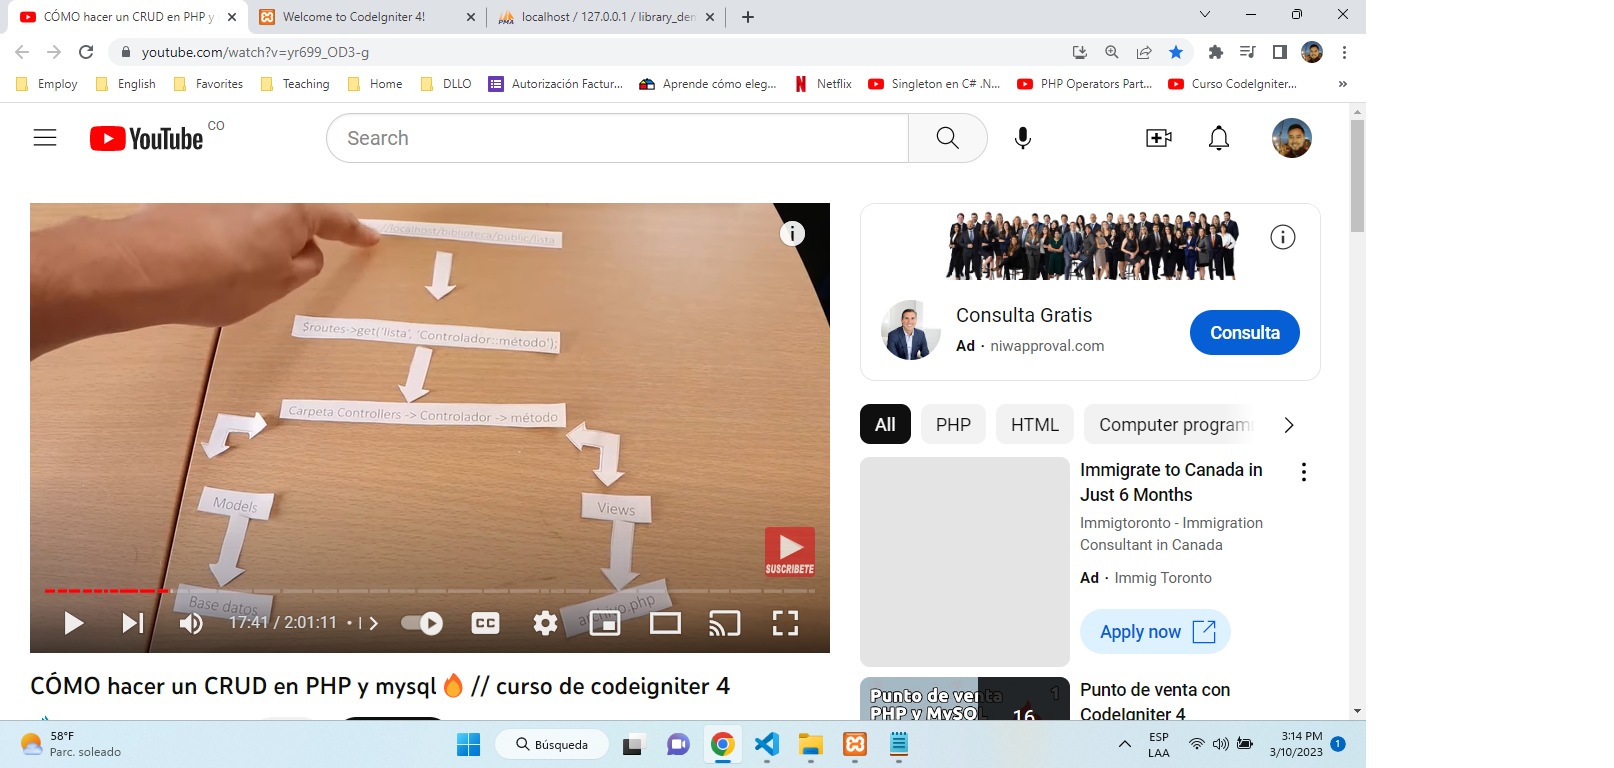 CÓMO hacer un CRUD en PHP y
Welcome to CodeIgniter 4!
localhost / 127.0.0.1 / library_den
youtube.com/watch?v=yr699_OD3-g
Employ
English
Favorites
Teaching
Home
DLLO
Autorización Factur...
Aprende cómo eleg...
Netflix
Singleton en C# .N...
PHP Operators Part...
Curso CodeIgniter...
»
YouTube
CO
Search
//localhost/biblioteca/public/lista
$routes->get('lista', 'Controlador::método');
Carpeta Controllers -> Controlador -> método
Models
Views
Base datos
archivo.php
SUSCRIBETE
17:41 / 2:01:11
CC
CÓMO hacer un CRUD en PHP y mysql🔥 // curso de codeigniter 4
Consulta Gratis
Ad · niwapproval.com
Consulta
All
PHP
HTML
Computer program
Immigrate to Canada in
Just 6 Months
Immigtoronto - Immigration
Consultant in Canada
Ad · Immig Toronto
Apply now
Punto de venta
PHP y MySQL
1
16
Punto de venta con
CodeIgniter 4
58°F
Parc. soleado
Búsqueda
ESP
LAA
3:14 PM
3/10/2023
1